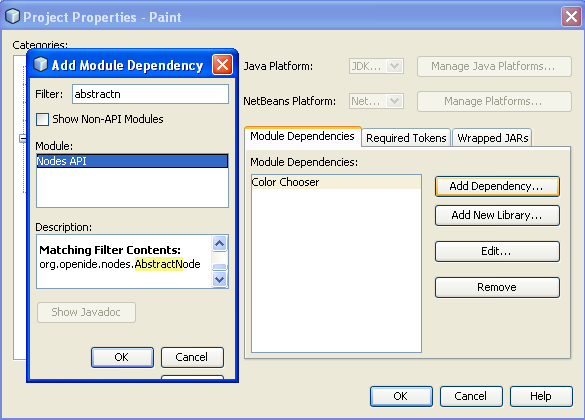 Project Properties - Paint
Categories:
Add Module Dependency
Filter: abstractn
Show Non-API Modules
Module:
Nodes API
Description:
Matching Filter Contents:
org.openide.nodes.AbstractNode
Show Javadoc
OK Cancel
Java Platform: JDK... Manage Java Platforms...
NetBeans Platform: Net... Manage Platforms...
Module Dependencies Required Tokens Wrapped JARs
Module Dependencies:
Color Chooser
Add Dependency...
Add New Library...
Edit...
Remove
OK Cancel Help